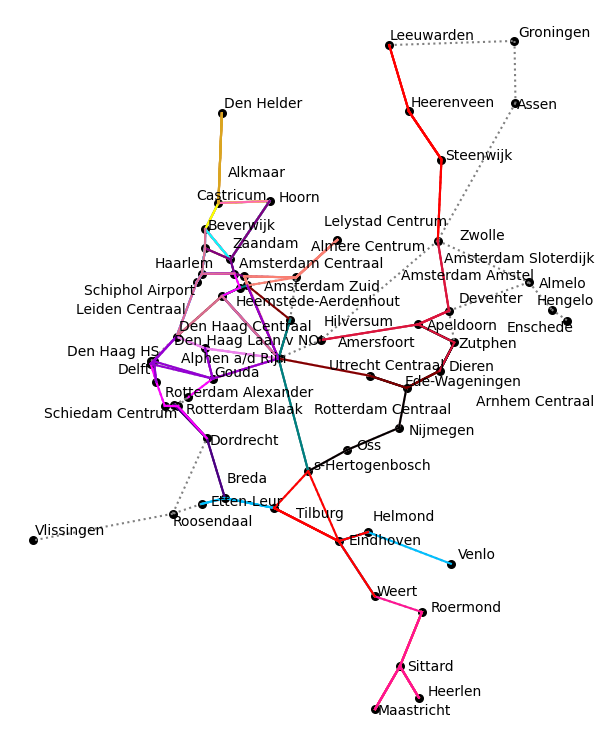 Leeuwarden
Groningen
Heerenveen
Assen
Den Helder
Steenwijk
Alkmaar
Castricum
Hoorn
Lelystad Centrum
Beverwijk
Zwolle
Zaandam
Almere Centrum
Amsterdam Sloterdijk
Haarlem
Amsterdam Centraal
Amsterdam Amstel
Almelo
Schiphol Airport
Amsterdam Zuid
Heemstede-Aerdenhout
Deventer
Hengelo
Leiden Centraal
Hilversum
Apeldoorn
Enschede
Den Haag Centraal
Den Haag Laan v NOI
Amersfoort
Zutphen
Den Haag HS
Alphen a/d Rijn
Utrecht Centraal
Dieren
Delft
Gouda
Ede-Wageningen
Rotterdam Alexander
Arnhem Centraal
Schiedam Centrum
Rotterdam Blaak
Rotterdam Centraal
Nijmegen
Dordrecht
Oss
s-Hertogenbosch
Breda
Etten-Leur
Tilburg
Helmond
Roosendaal
Vlissingen
Eindhoven
Venlo
Weert
Roermond
Sittard
Heerlen
Maastricht